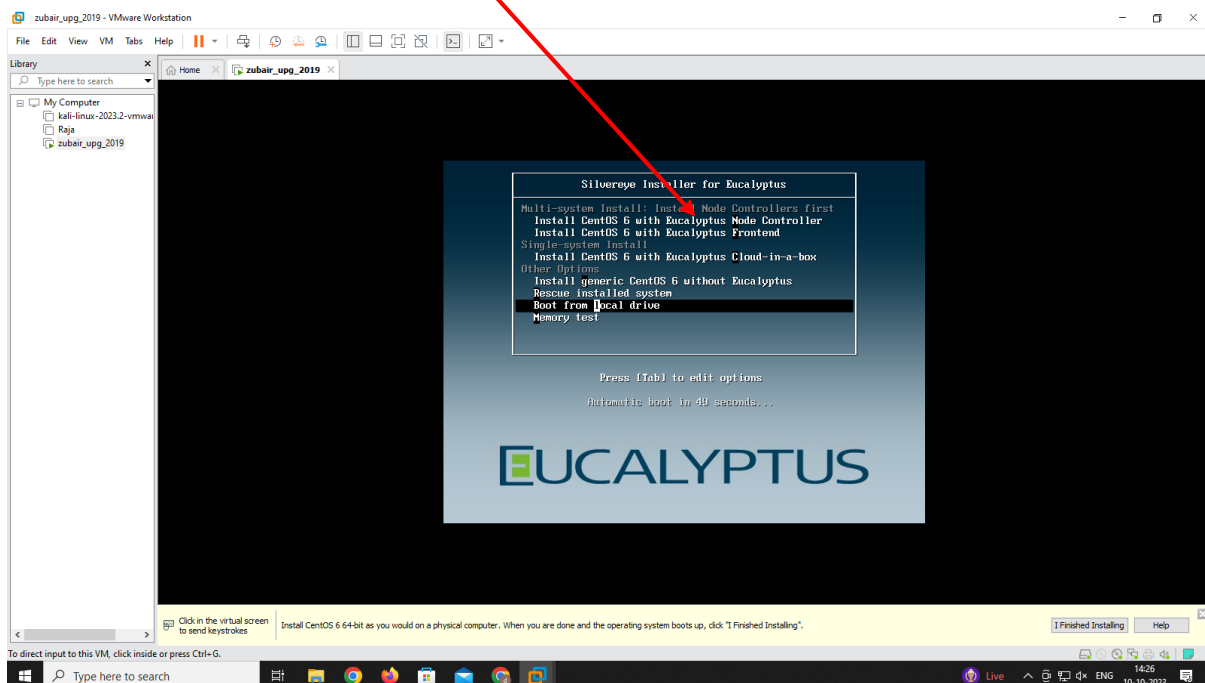 zubair_upg_2019 - VMware Workstation
File Edit View VM Tabs Help
Library
Type here to search
My Computer
kali-linux-2023.2-vmwar
Raja
zubair_upg_2019
Home
zubair_upg_2019
Silvereye Installer for Eucalyptus
Multi-system Install: Install Node Controllers first
Install CentOS 6 with Eucalyptus Node Controller
Install CentOS 6 with Eucalyptus Frontend
Single-system Install
Install CentOS 6 with Eucalyptus Cloud-in-a-box
Other Options
Install generic CentOS 6 without Eucalyptus
Rescue installed system
Boot from local drive
Memory test
Press [Tab] to edit options
Automatic boot in 49 seconds...
EUCALYPTUS
Click in the virtual screen
to send keystrokes
Install CentOS 6 64-bit as you would on a physical computer. When you are done and the operating system boots up, click "I Finished Installing".
I Finished Installing
Help
To direct input to this VM, click inside or press Ctrl+G.
Type here to search
Live
ENG
14:26
10-10-2023